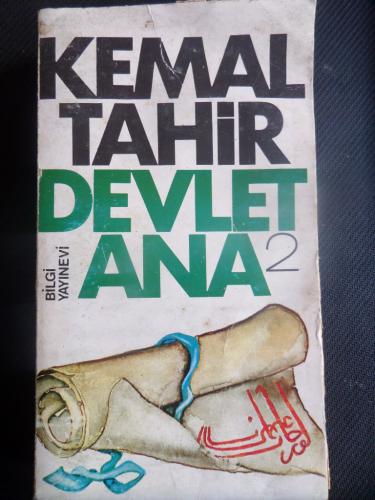 KEMAL
TAHİR
DEVLET
ANA 2
BİLGİ
YAYINEVİ